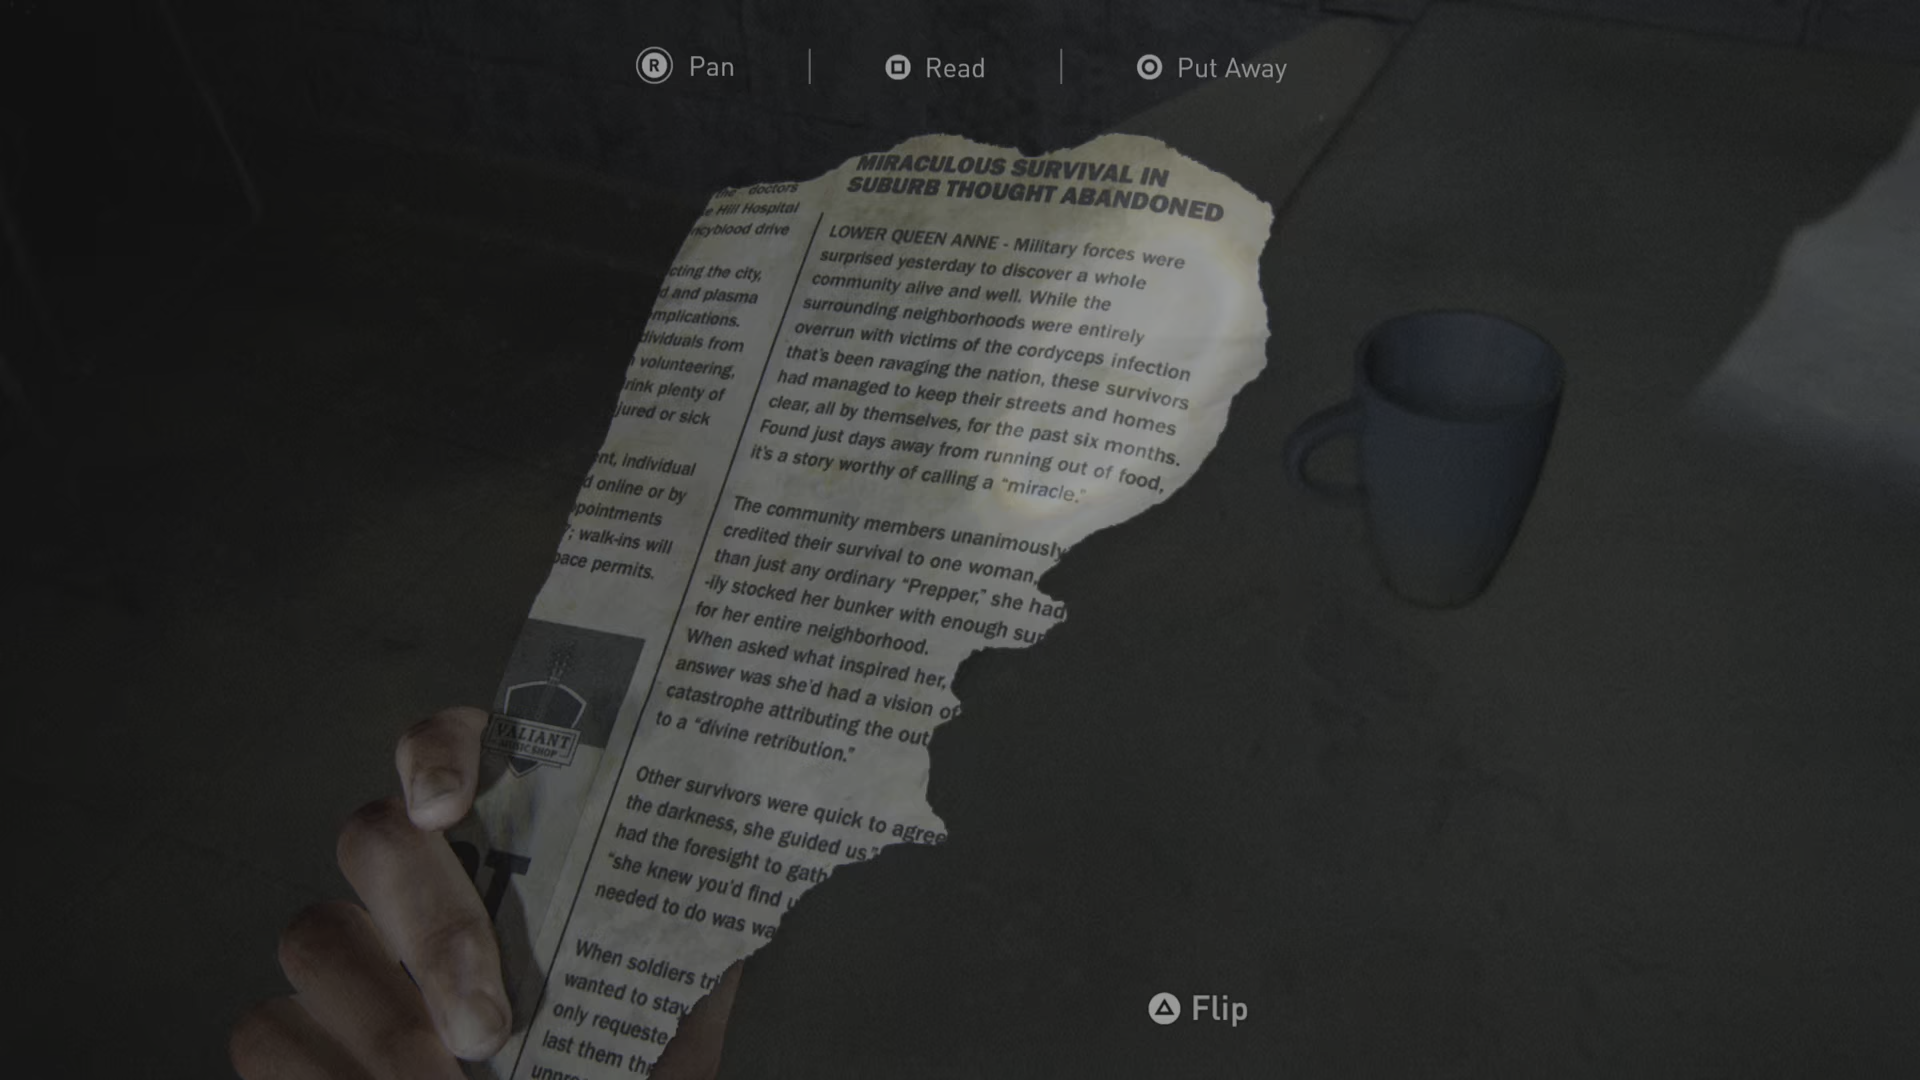 Pan
Read
Put Away
the doctors
e Hill Hospital
ncyblood drive
cting the city,
d and plasma
mplications.
dividuals from
n volunteering,
rink plenty of
jured or sick
nt, individual
d online or by
ppointments
7; walk-ins will
pace permits.
VALIANT
MUSIC SHOP
MIRACULOUS SURVIVAL IN
SUBURB THOUGHT ABANDONED
LOWER QUEEN ANNE - Military forces were
surprised yesterday to discover a whole
community alive and well. While the
surrounding neighborhoods were entirely
overrun with victims of the cordyceps infection
that's been ravaging the nation, these survivors
had managed to keep their streets and homes
clear, all by themselves, for the past six months.
Found just days away from running out of food,
it's a story worthy of calling a “miracle.”
The community members unanimously
credited their survival to one woman,
than just any ordinary “Prepper,” she had
-ily stocked her bunker with enough sur
for her entire neighborhood.
When asked what inspired her,
answer was she'd had a vision of
catastrophe attributing the out
to a “divine retribution.”
Other survivors were quick to agree
the darkness, she guided us.”
had the foresight to gath
“she knew you'd find u
needed to do was wa
When soldiers tri
wanted to stay
only requeste
last them thr
Flip